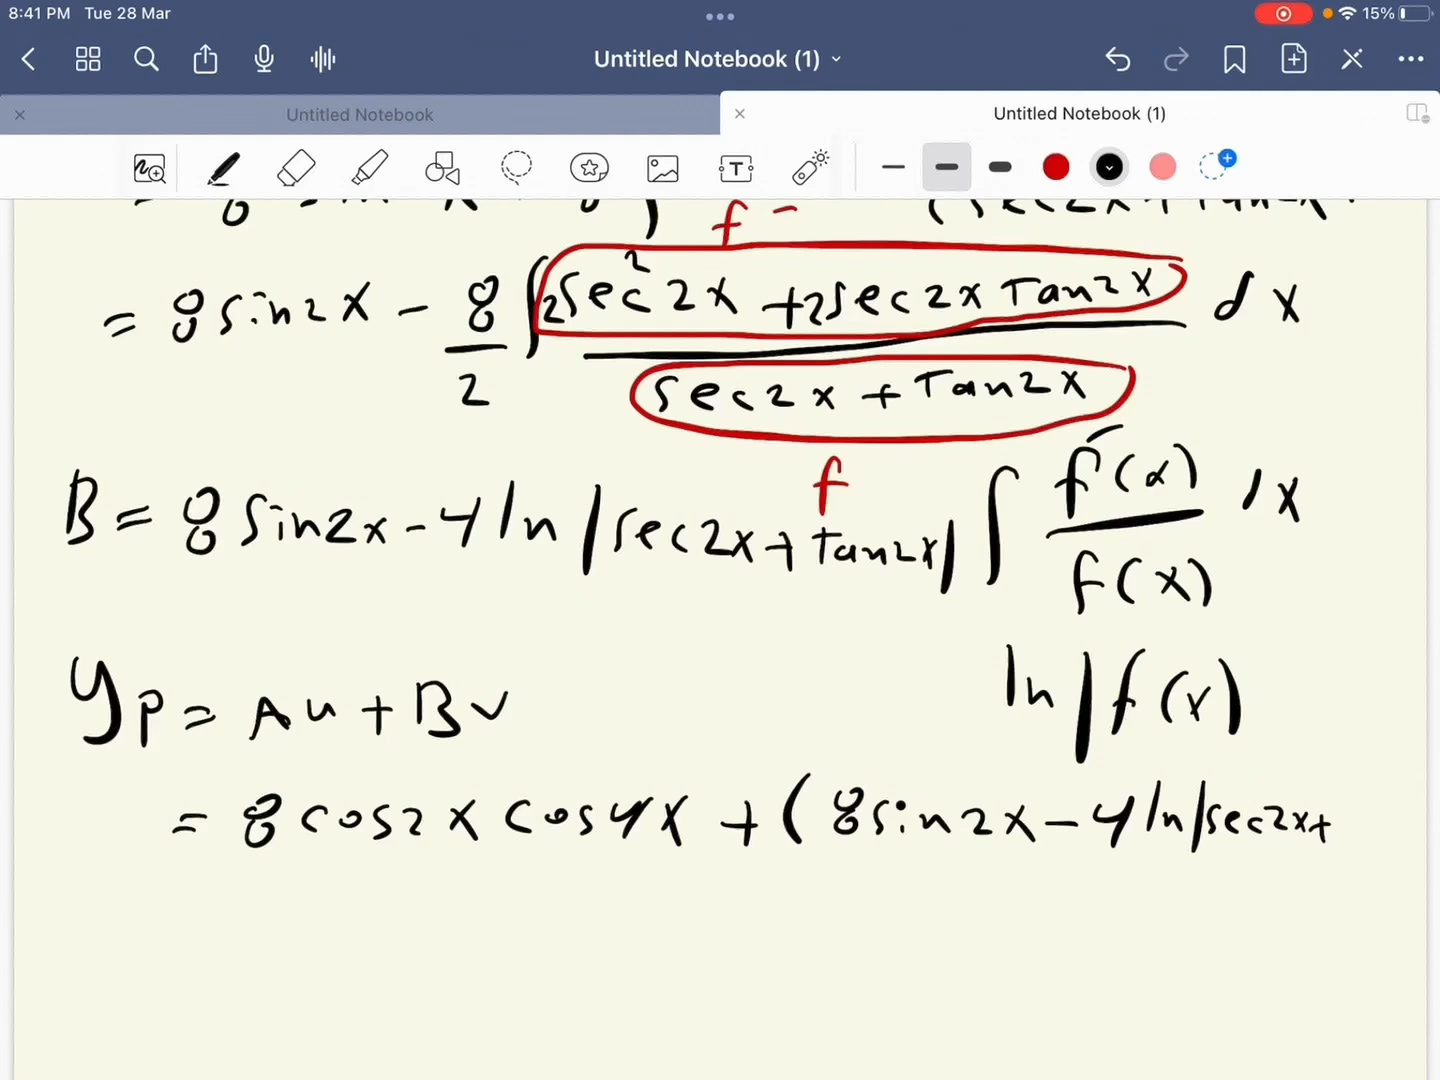 8:41 PM Tue 28 Mar
15%
Untitled Notebook (1)
Untitled Notebook
Untitled Notebook (1)
T
f
= 8 sin2x - 8/2 ∫ (2sec² 2x + 2sec2x Tan2x)/(sec2x + Tan2x) dx
f
B = 8 sin2x - 4 ln |sec2x + tan2x| ∫ f'(x)/f(x) dx
yp = Au + Bv
ln |f(x)|
= 8 cos2x cos4x + (8sin2x - 4 ln|sec2x+